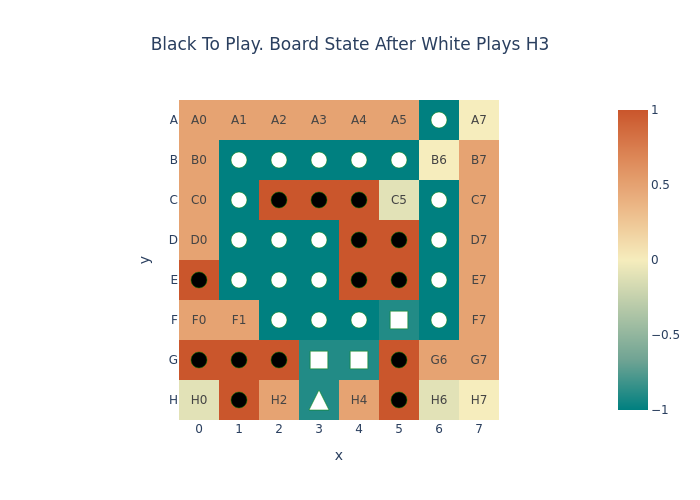 Black To Play. Board State After White Plays H3
A A0 A1 A2 A3 A4 A5 A7 1
B B0 B6 B7
C C0 C5 C7 0.5
D D0 D7
y
E E7 0
F F0 F1 F7
G G6 G7 −0.5
H H0 H2 H4 H6 H7 −1
0 1 2 3 4 5 6 7
x